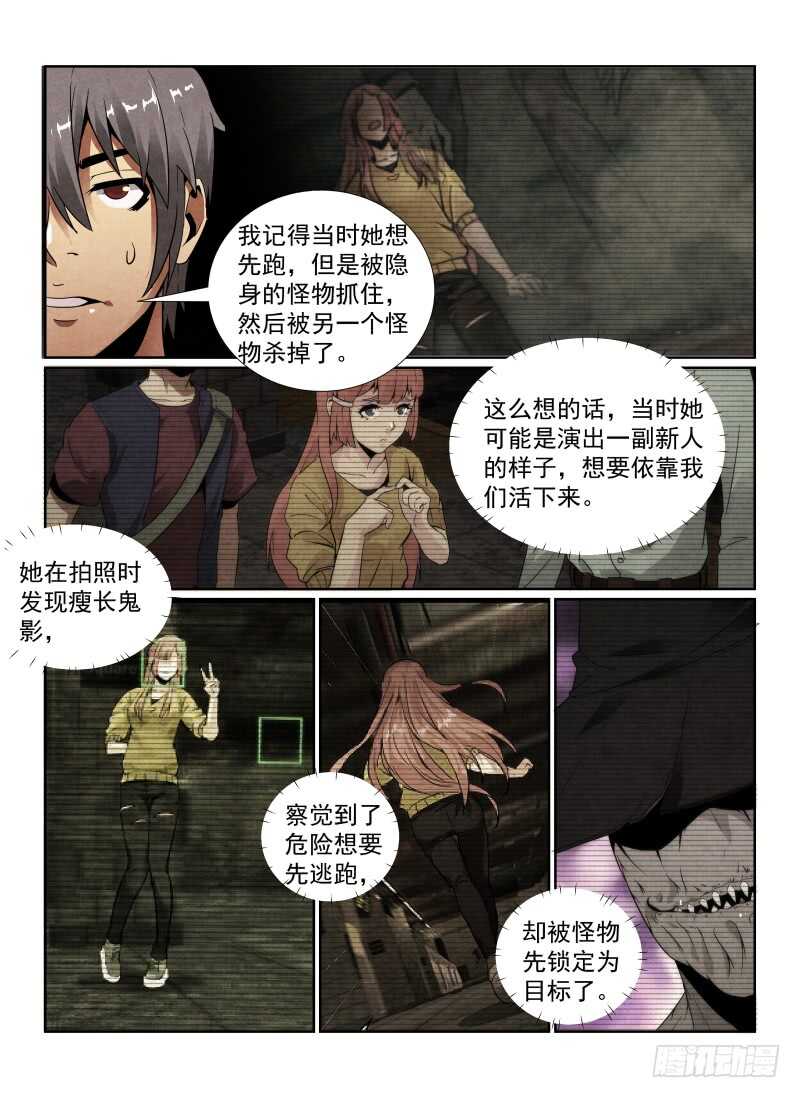 我记得当时她想
先跑，但是被隐
身的怪物抓住，
然后被另一个怪
物杀掉了。
这么想的话，当时她
可能是演出一副新人
的样子，想要依靠我
们活下来。
她在拍照时
发现瘦长鬼
影，
察觉到了
危险想要
先逃跑，
却被怪物
先锁定为
目标了。
腾讯动漫